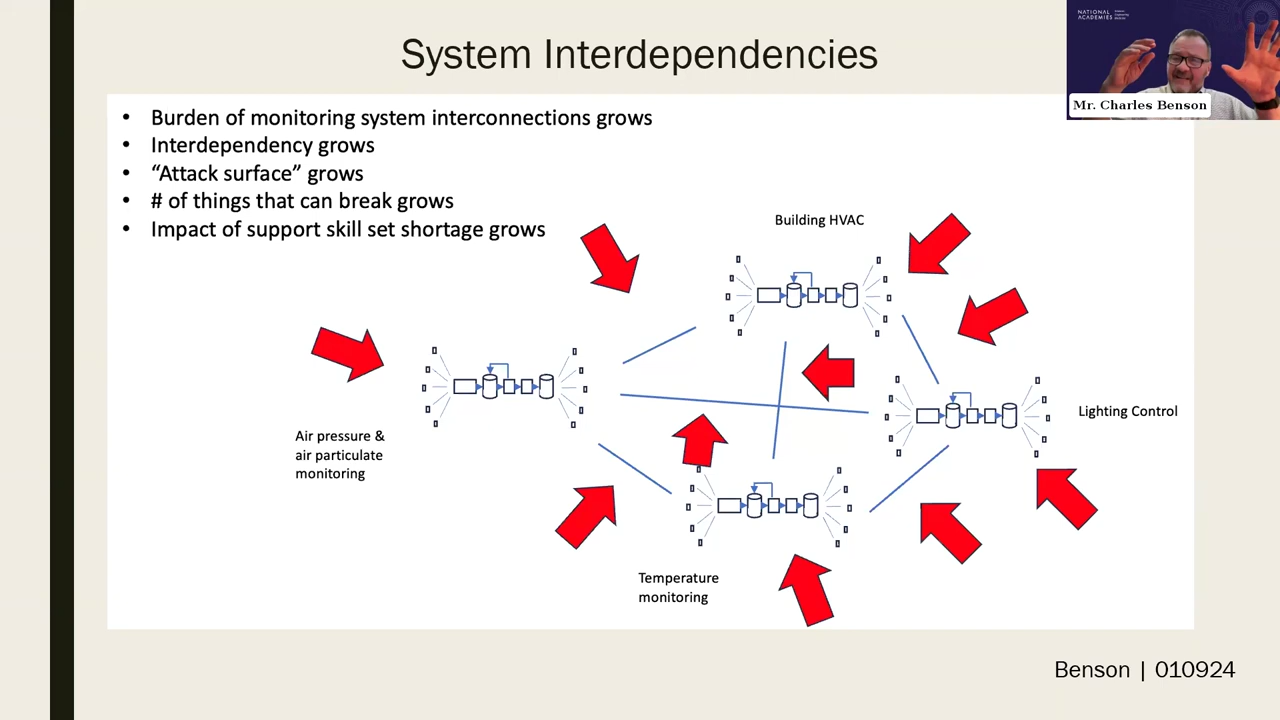 System Interdependencies
NATIONAL
ACADEMIES
Mr. Charles Benson
• Burden of monitoring system interconnections grows
• Interdependency grows
• “Attack surface” grows
• # of things that can break grows
• Impact of support skill set shortage grows
Building HVAC
Lighting Control
Air pressure &
air particulate
monitoring
Temperature
monitoring
Benson | 010924